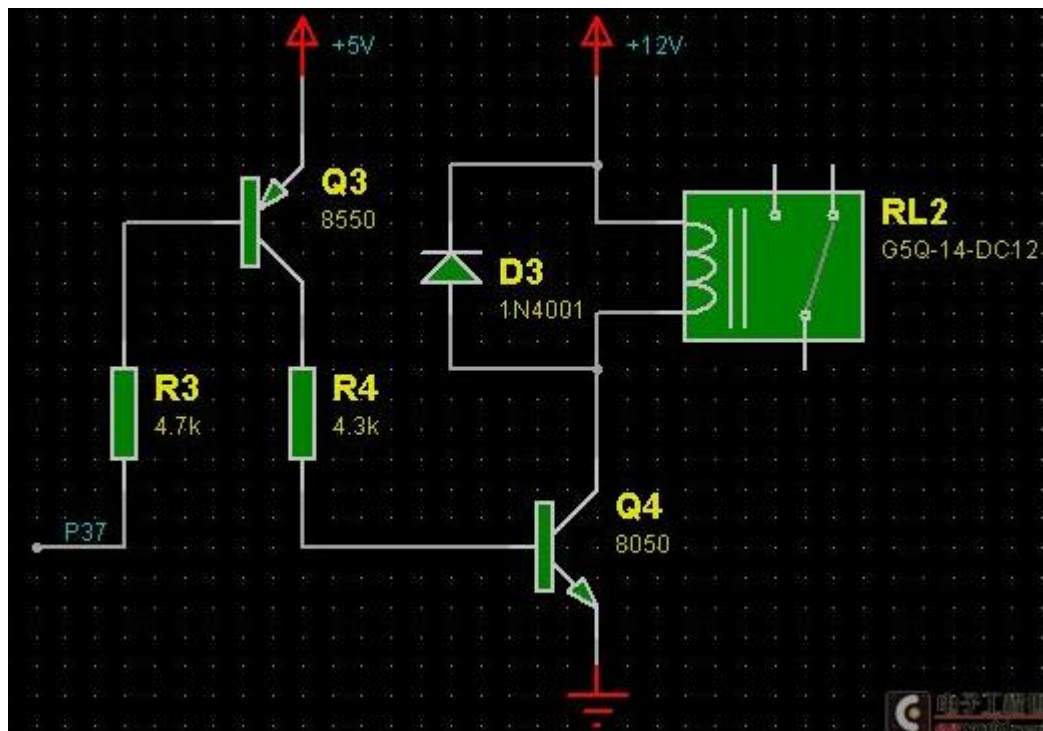 +5V
+12V
Q3
8550
RL2
G5Q-14-DC12
D3
1N4001
R3
4.7k
R4
4.3k
Q4
8050
P37